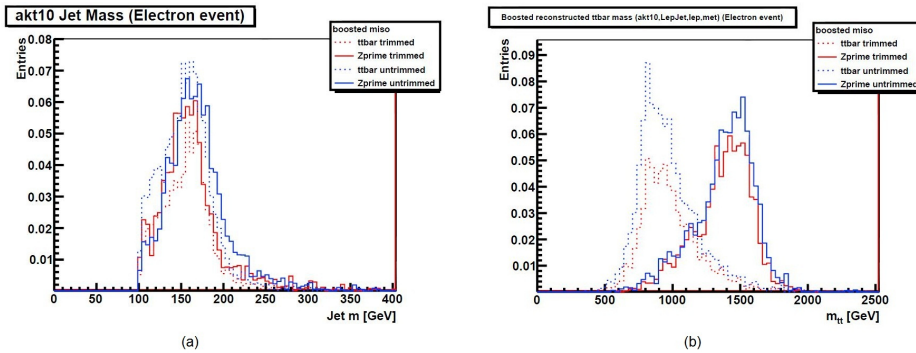 akt10 Jet Mass (Electron event)
Entries
0.08
0.07
0.06
0.05
0.04
0.03
0.02
0.01
0
50
100
150
200
250
300
350
400
Jet m [GeV]
boosted miso
ttbar trimmed
Zprime trimmed
ttbar untrimmed
Zprime untrimmed
(a)
Boosted reconstructed ttbar mass (akt10,LepJet,lep,met) (Electron event)
Entries
0.09
0.08
0.07
0.06
0.05
0.04
0.03
0.02
0.01
0
500
1000
1500
2000
2500
mtt [GeV]
boosted miso
ttbar trimmed
Zprime trimmed
ttbar untrimmed
Zprime untrimmed
(b)